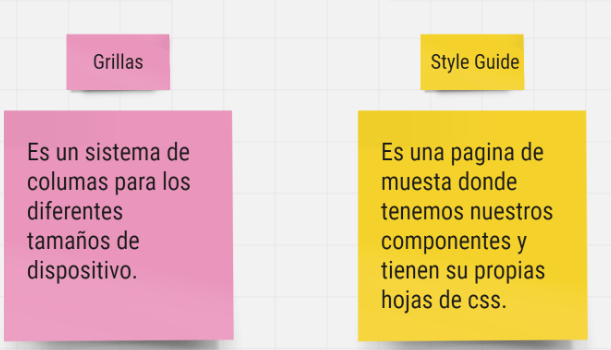 Grillas
Es un sistema de
columas para los
diferentes
tamaños de
dispositivo.
Style Guide
Es una pagina de
muesta donde
tenemos nuestros
componentes y
tienen su propias
hojas de css.